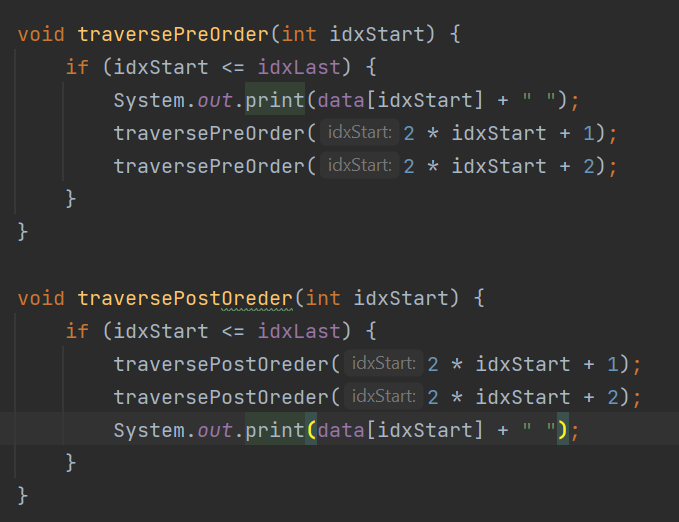 void traversePreOrder(int idxStart) {
    if (idxStart <= idxLast) {
        System.out.print(data[idxStart] + " ");
        traversePreOrder( idxStart: 2 * idxStart + 1);
        traversePreOrder( idxStart: 2 * idxStart + 2);
    }
}

void traversePostOreder(int idxStart) {
    if (idxStart <= idxLast) {
        traversePostOreder( idxStart: 2 * idxStart + 1);
        traversePostOreder( idxStart: 2 * idxStart + 2);
        System.out.print(data[idxStart] + " ");
    }
}